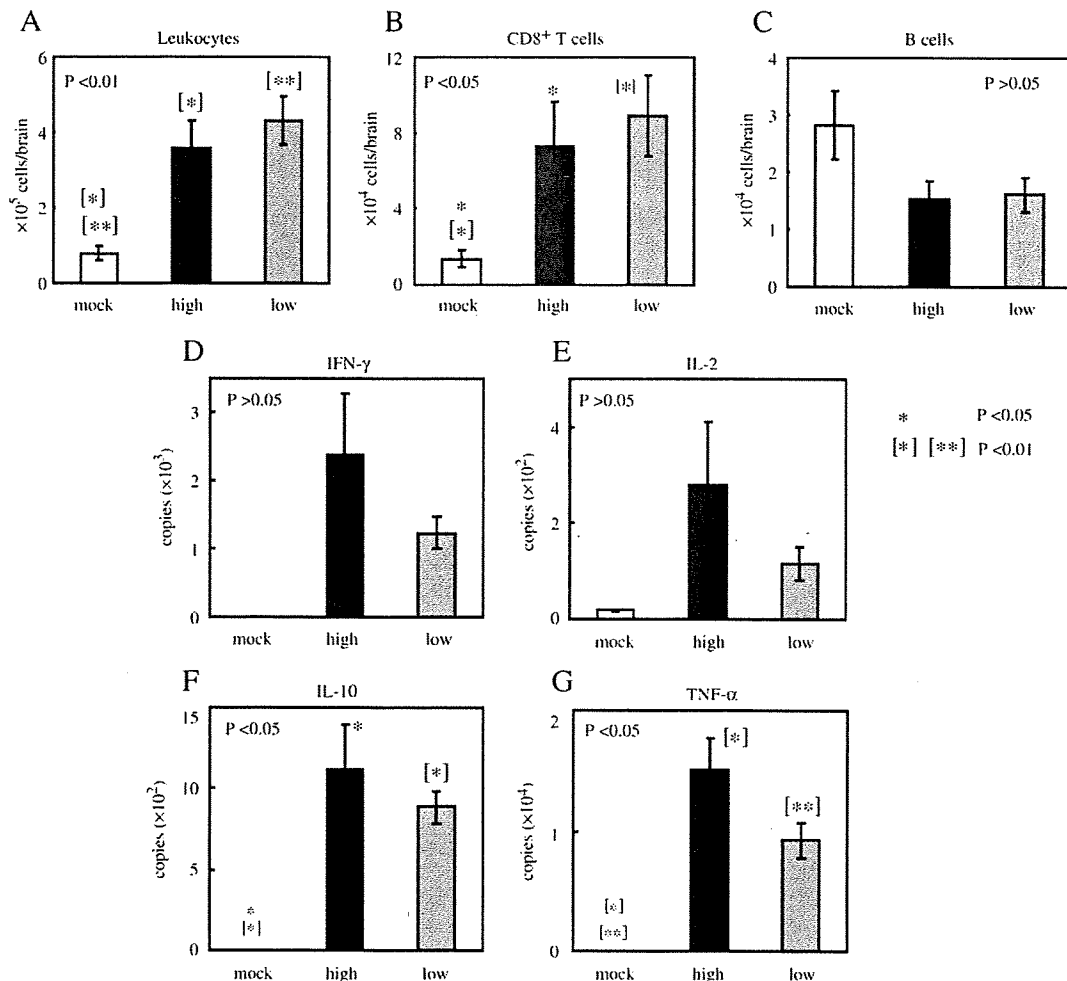 A
Leukocytes
6
4
2
0
×10⁵ cells/brain
P <0.01
[*]
[**]
[*]
[**]
mock
high
low
B
CD8⁺ T cells
12
8
4
0
×10⁴ cells/brain
P <0.05
*
[*]
*
[*]
mock
high
low
C
B cells
4
3
2
1
0
×10⁴ cells/brain
P >0.05
mock
high
low
D
IFN-γ
3
2
1
0
copies (×10³)
P >0.05
mock
high
low
E
IL-2
4
2
0
copies (×10²)
P >0.05
mock
high
low
* P <0.05
[*] [**] P <0.01
F
IL-10
15
10
5
0
copies (×10²)
P <0.05
*
[*]
*
[*]
mock
high
low
G
TNF-α
2
1
0
copies (×10⁴)
P <0.05
[*]
[**]
[*]
[**]
mock
high
low